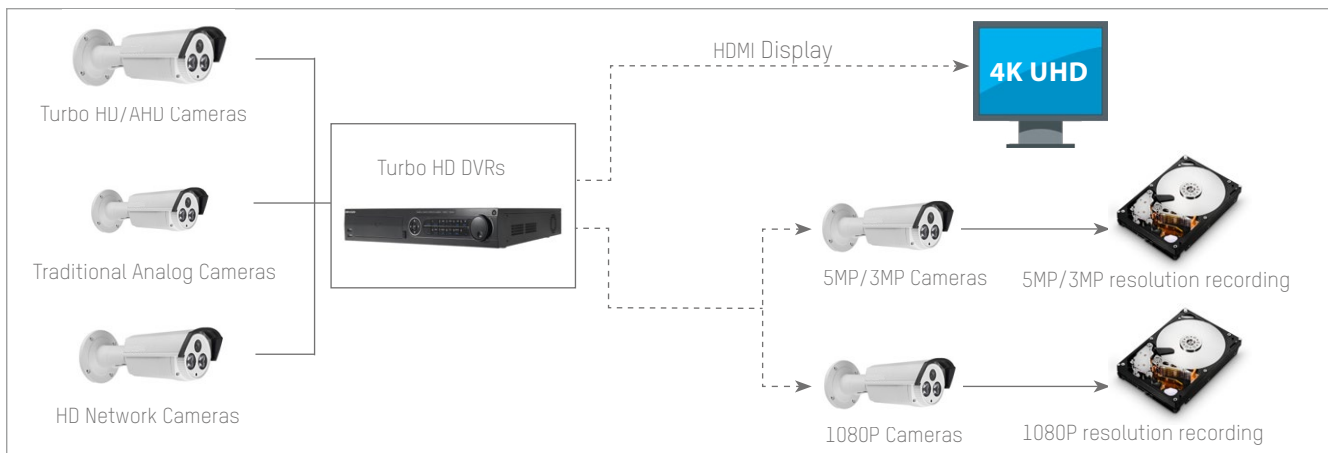 HDMI Display
4K UHD
Turbo HD/AHD Cameras
Turbo HD DVRs
Traditional Analog Cameras
5MP/3MP Cameras
5MP/3MP resolution recording
HD Network Cameras
1080P Cameras
1080P resolution recording